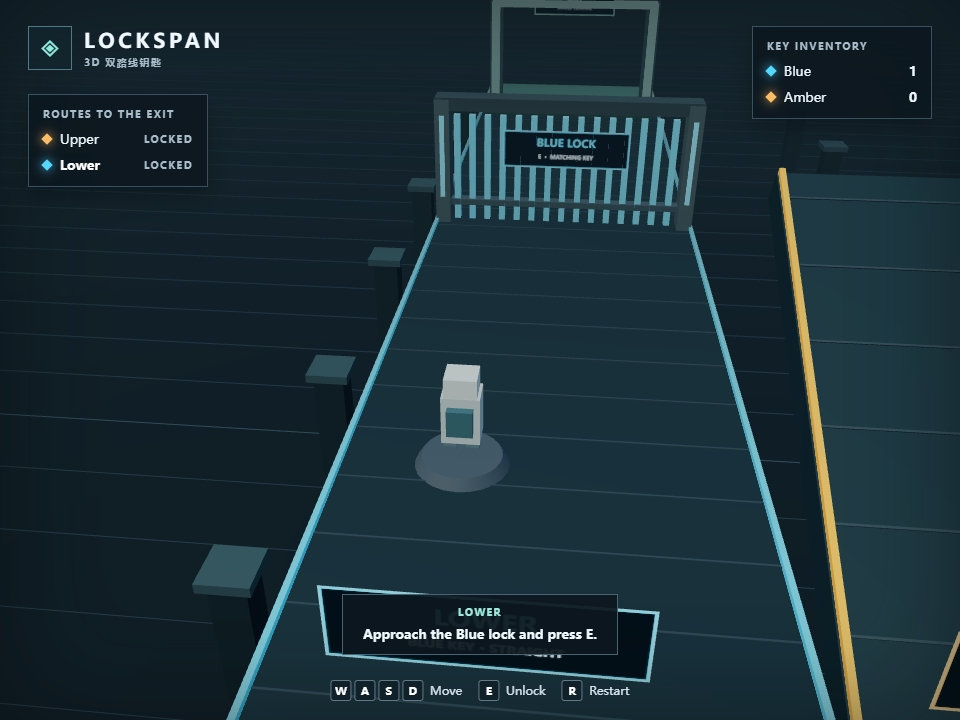 LOCKSPAN
3D 双路线钥匙
ROUTES TO THE EXIT
Upper LOCKED
Lower LOCKED
KEY INVENTORY
Blue 1
Amber 0
BLUE LOCK
E • MATCHING KEY
LOWER
Approach the Blue lock and press E.
W A S D Move E Unlock R Restart